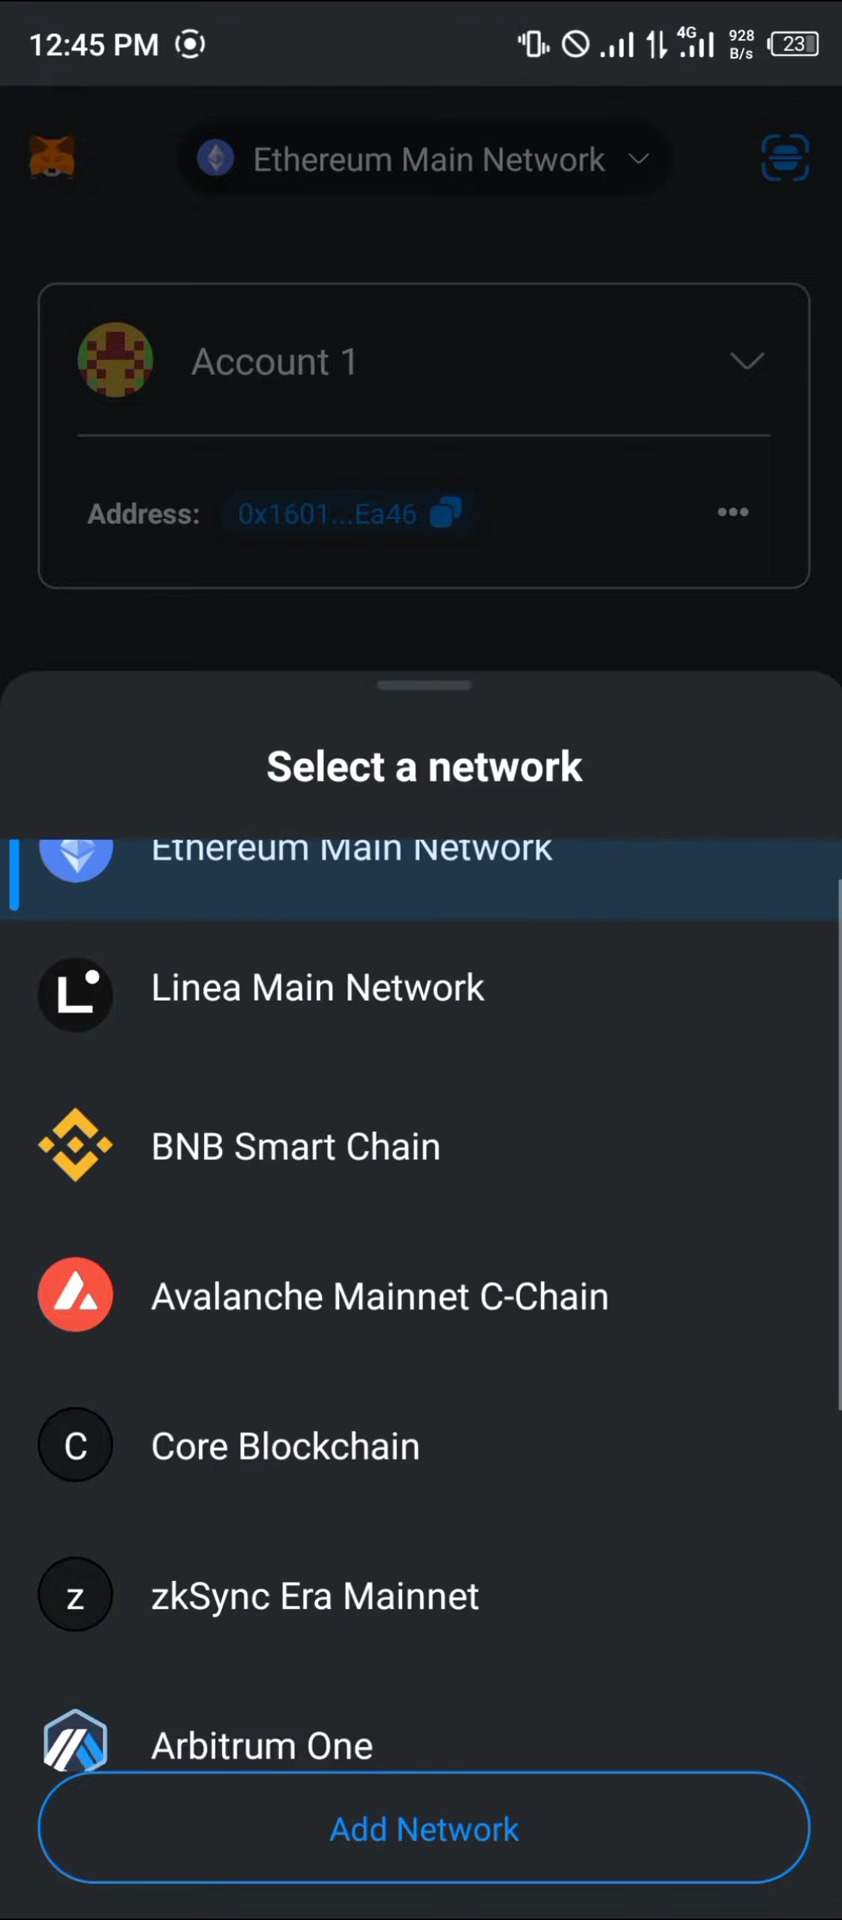 12:45 PM 4G 928 B/s 23
Ethereum Main Network
Account 1
Address: 0x1601...Ea46
Select a network
Ethereum Main Network
L Linea Main Network
BNB Smart Chain
Avalanche Mainnet C-Chain
C Core Blockchain
z zkSync Era Mainnet
Arbitrum One
Add Network